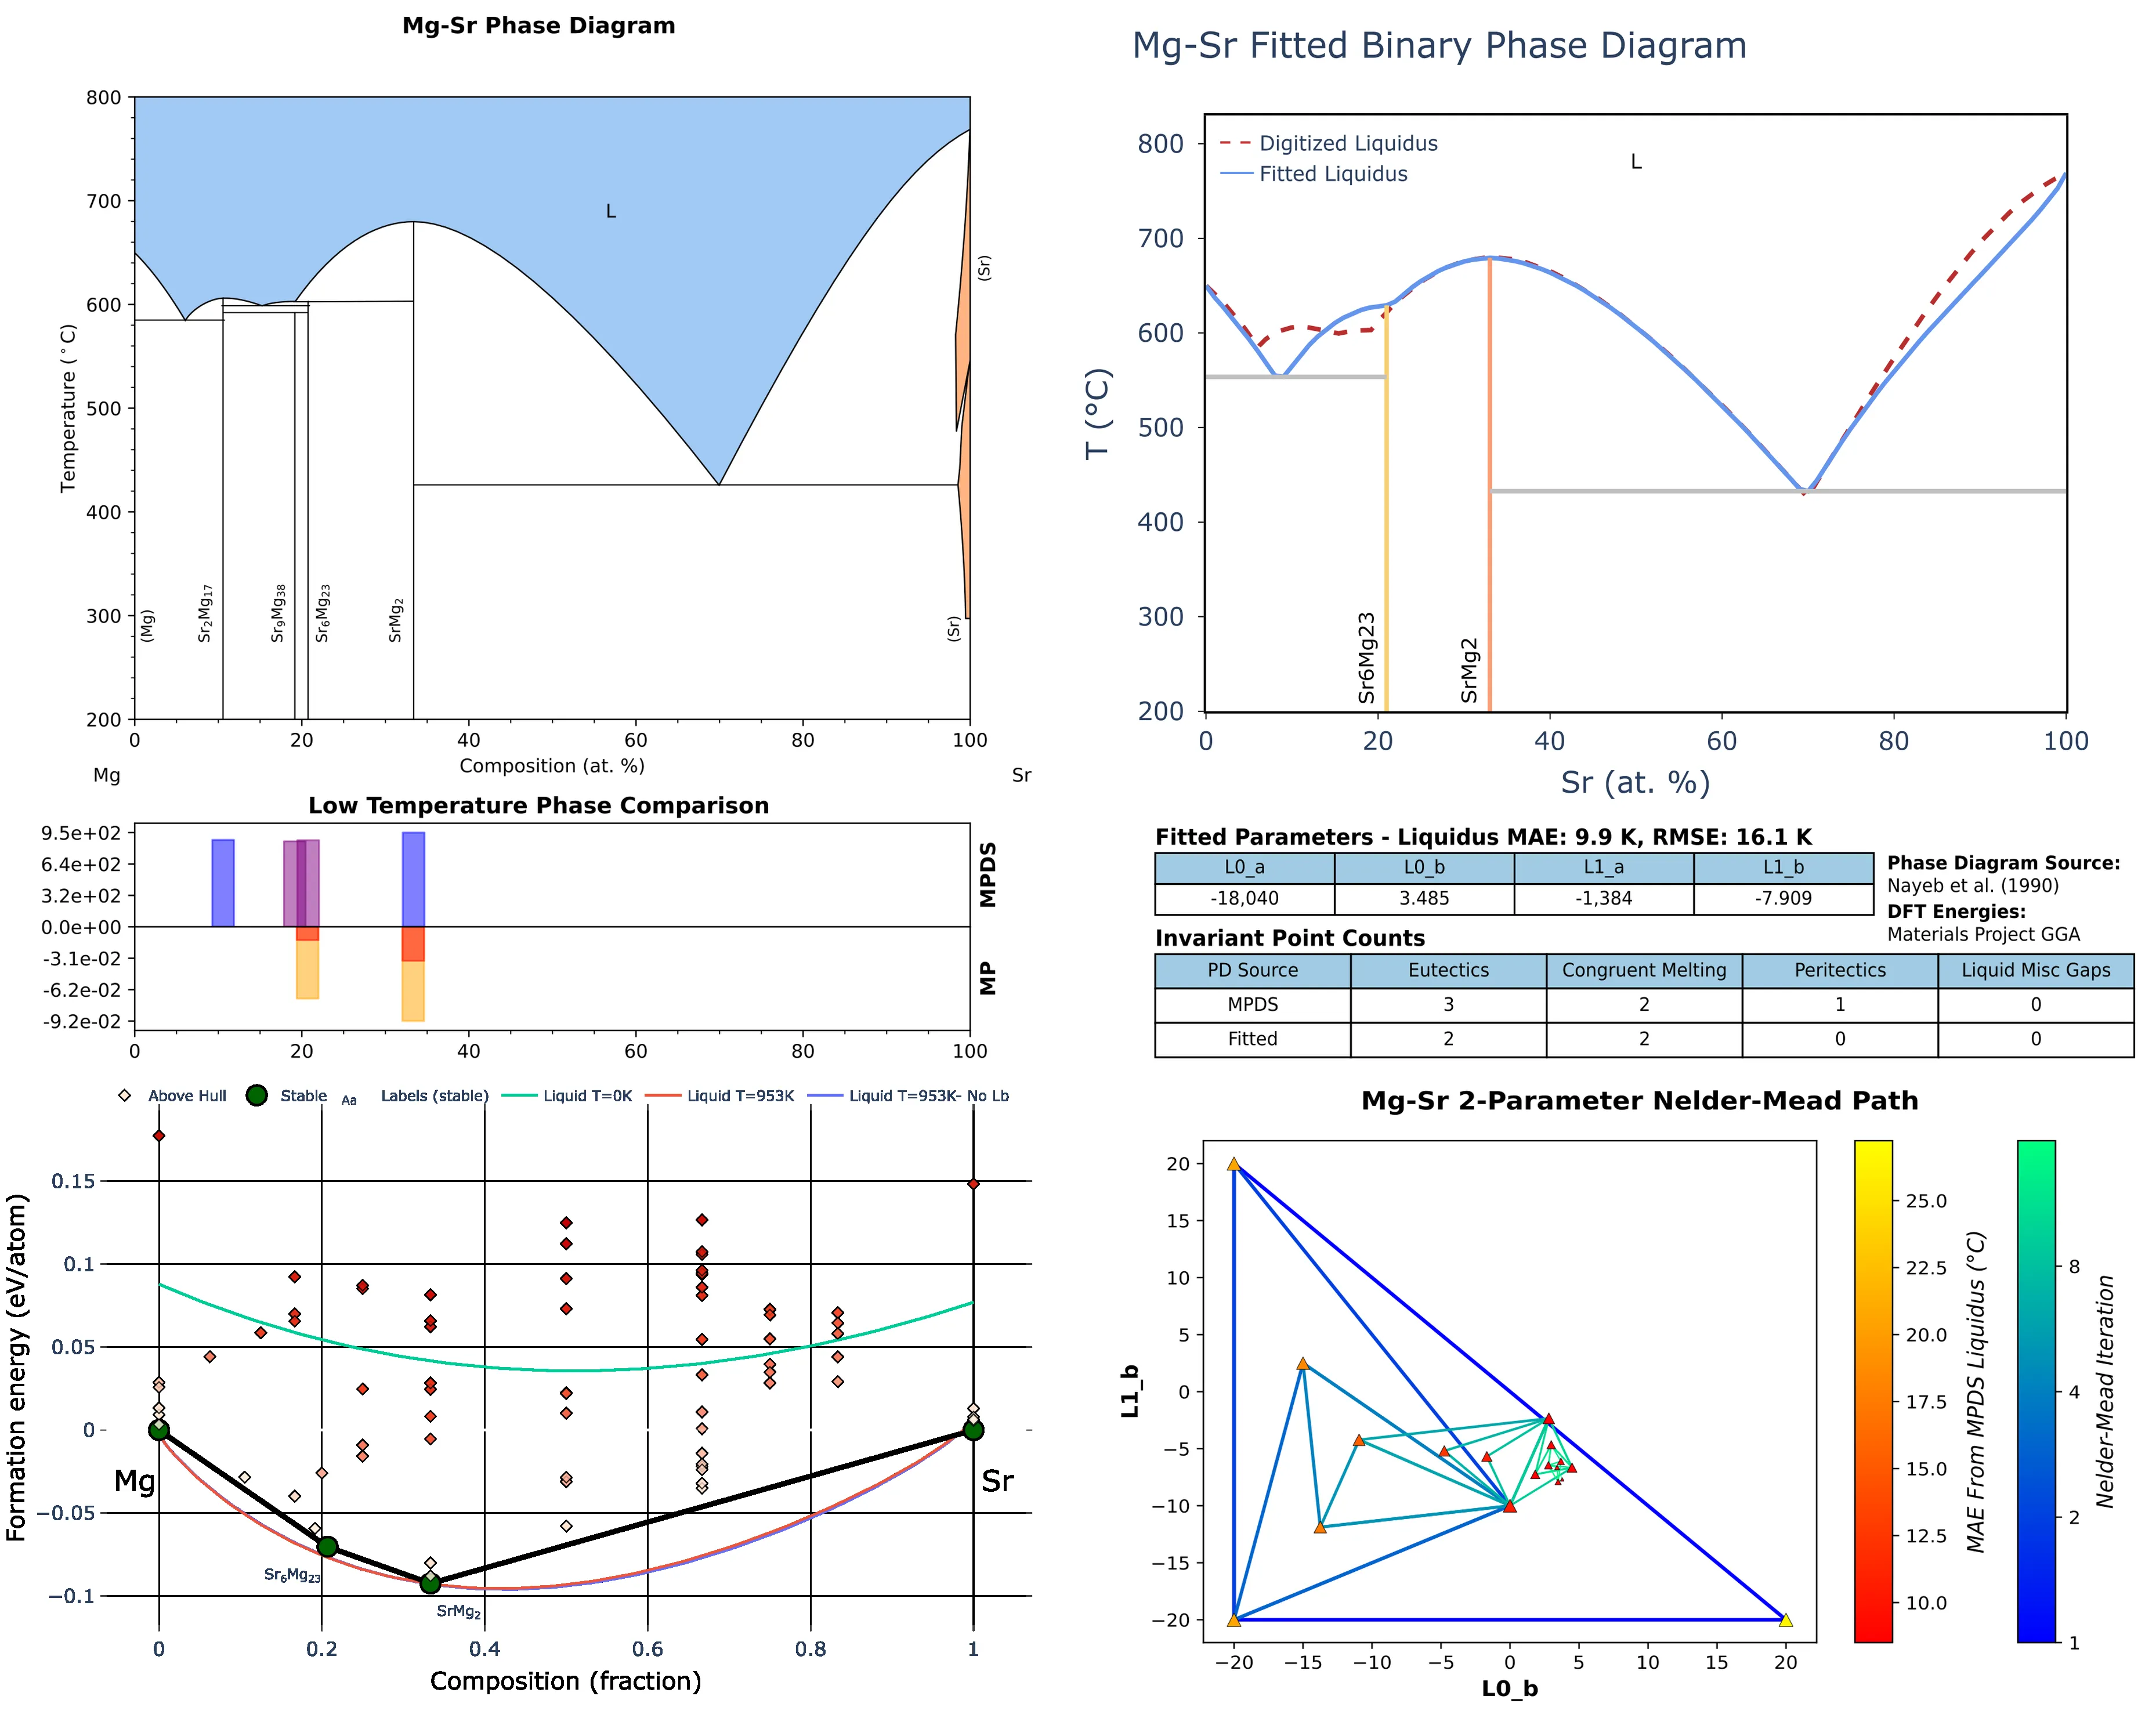 Mg-Sr Phase Diagram
800
700
600
500
400
300
200
Temperature (°C)
L
(Mg)
Sr2Mg17
Sr9Mg38
Sr6Mg23
SrMg2
(Sr)
(Sr)
0 20 40 60 80 100
Composition (at. %)
Mg Sr
Low Temperature Phase Comparison
9.5e+02
6.4e+02
3.2e+02
0.0e+00
-3.1e-02
-6.2e-02
-9.2e-02
MPDS
MP
0 20 40 60 80 100
Above Hull Stable Aa Labels (stable) Liquid T=0K Liquid T=953K Liquid T=953K- No Lb
0.15
0.1
0.05
0
−0.05
−0.1
Formation energy (eV/atom)
Mg
Sr
Sr6Mg23
SrMg2
0 0.2 0.4 0.6 0.8 1
Composition (fraction)
Mg-Sr Fitted Binary Phase Diagram
Digitized Liquidus
Fitted Liquidus
L
800
700
600
500
400
300
200
T (°C)
Sr6Mg23
SrMg2
0 20 40 60 80 100
Sr (at. %)
Fitted Parameters - Liquidus MAE: 9.9 K, RMSE: 16.1 K
L0_a L0_b L1_a L1_b
-18,040 3.485 -1,384 -7.909
Phase Diagram Source:
Nayeb et al. (1990)
DFT Energies:
Materials Project GGA
Invariant Point Counts
PD Source Eutectics Congruent Melting Peritectics Liquid Misc Gaps
MPDS 3 2 1 0
Fitted 2 2 0 0
Mg-Sr 2-Parameter Nelder-Mead Path
20
15
10
5
0
−5
−10
−15
−20
L1_b
−20 −15 −10 −5 0 5 10 15 20
L0_b
25.0
22.5
20.0
17.5
15.0
12.5
10.0
MAE From MPDS Liquidus (°C)
8
4
2
1
Nelder-Mead Iteration